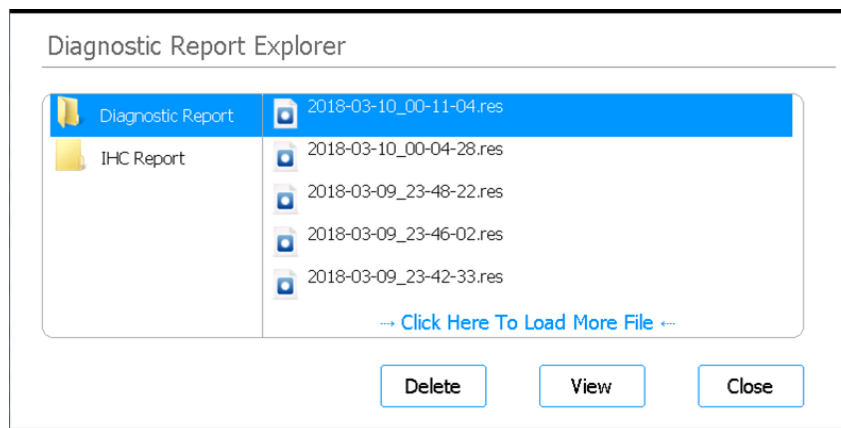 Diagnostic Report Explorer
Diagnostic Report
2018-03-10_00-11-04.res
IHC Report
2018-03-10_00-04-28.res
2018-03-09_23-48-22.res
2018-03-09_23-46-02.res
2018-03-09_23-42-33.res
⤑ Click Here To Load More File ⬸
Delete
View
Close